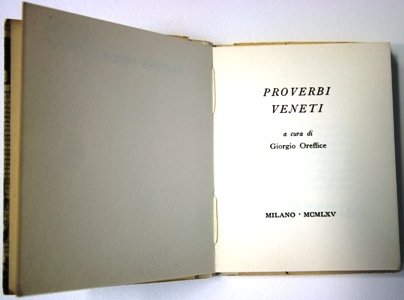 PROVERBI
VENETI
a cura di
Giorgio Oreffice
MILANO · MCMLXV